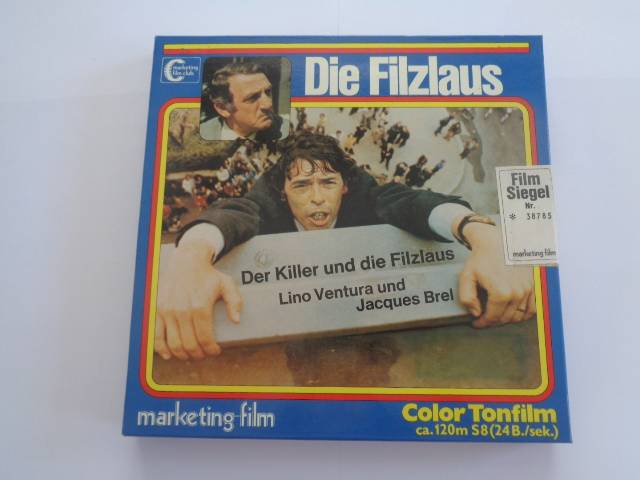 marketing
film club
Die Filzlaus
Film
Siegel
Nr.
* 38785
marketing film
Der Killer und die Filzlaus
Lino Ventura und
Jacques Brel
marketing-film
Color Tonfilm
ca.120m S8(24B./sek.)